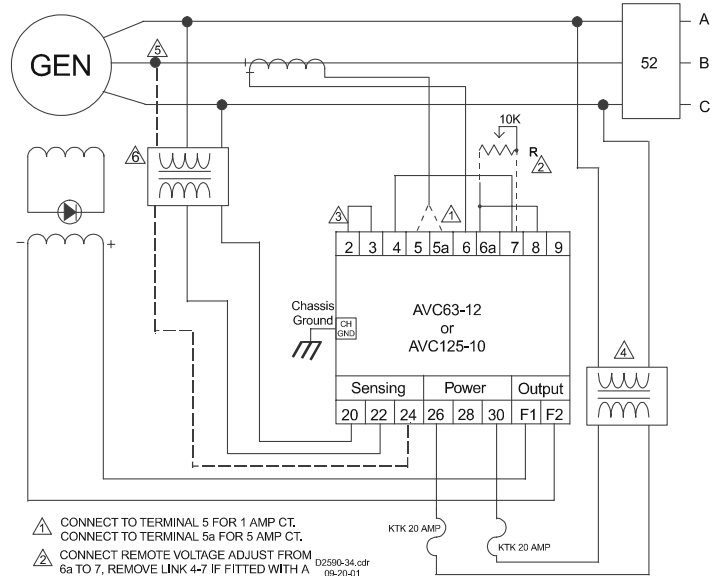 A
5
GEN
52
B
C
10K
6
R
2
3
1
2 3 4 5 5a 6 6a 7 8 9
Chassis
Ground
CH
GND
AVC63-12
or
AVC125-10
4
Sensing Power Output
20 22 24 26 28 30 F1 F2
- +
KTK 20 AMP
KTK 20 AMP
1 CONNECT TO TERMINAL 5 FOR 1 AMP CT.
CONNECT TO TERMINAL 5a FOR 5 AMP CT.
2 CONNECT REMOTE VOLTAGE ADJUST FROM
6a TO 7, REMOVE LINK 4-7 IF FITTED WITH A
D2590-34.cdr
09-20-01